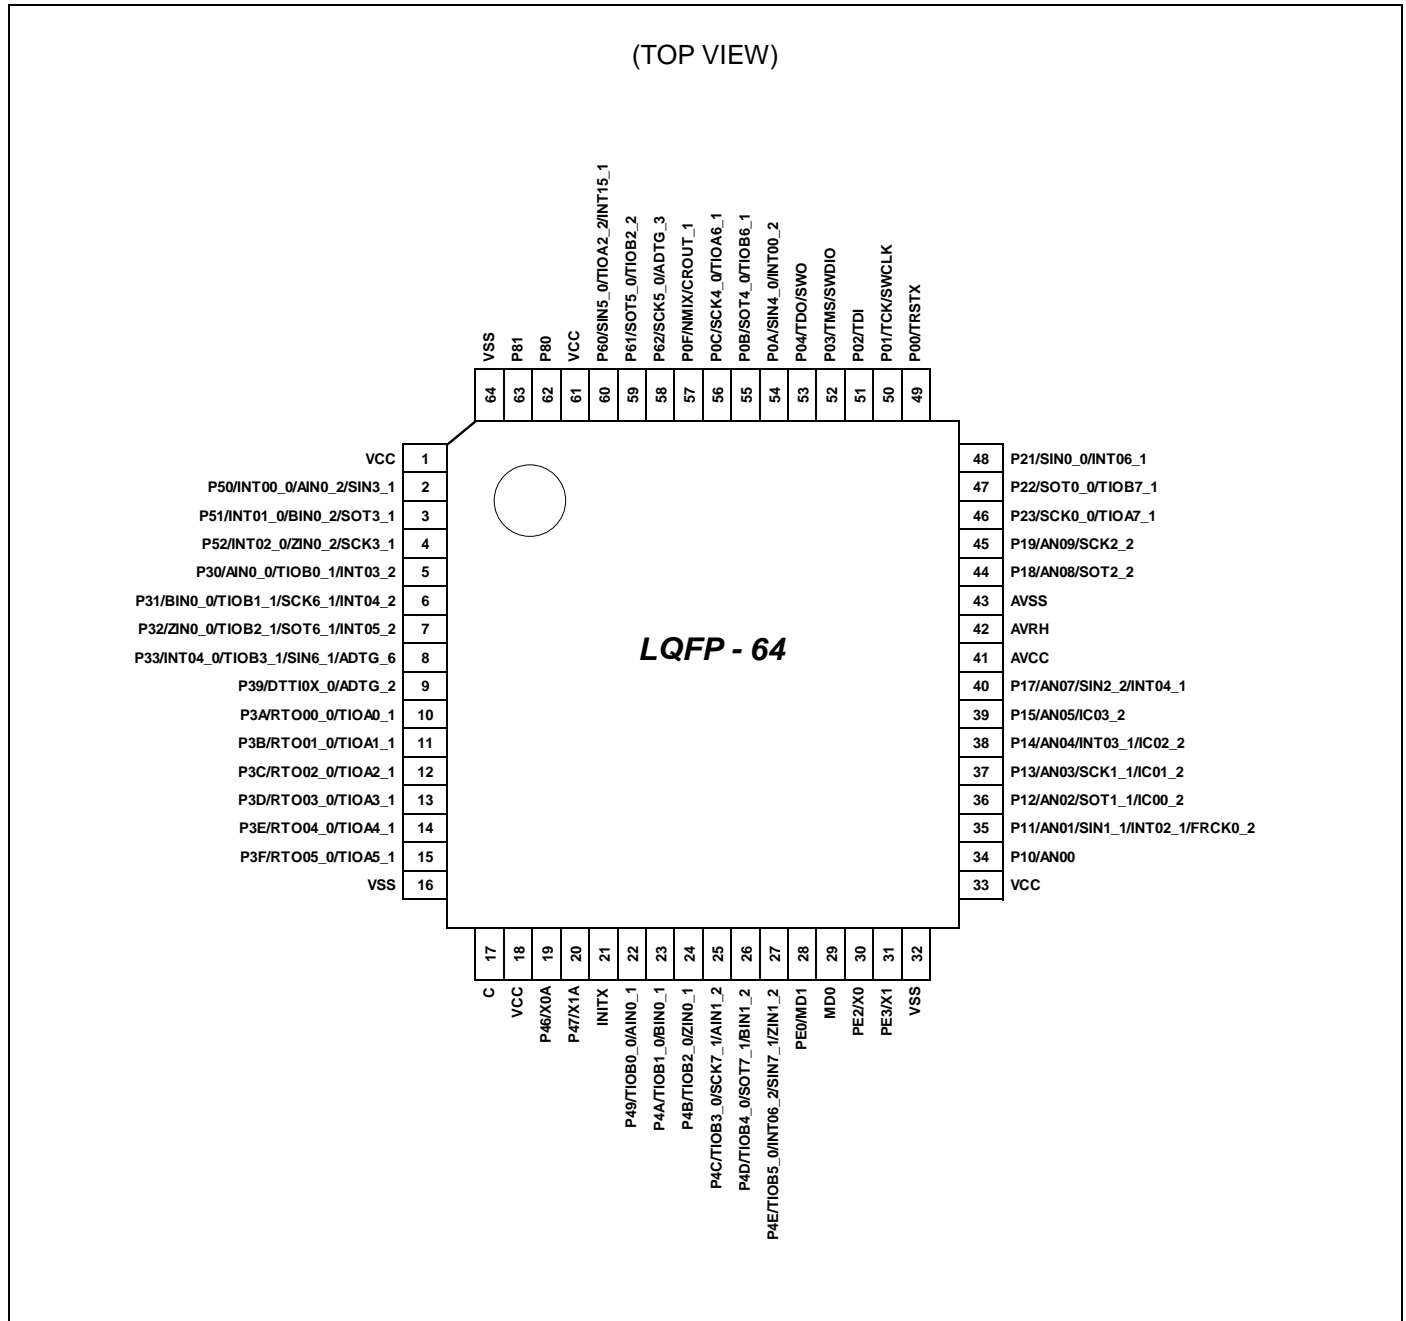 (TOP VIEW)
VSS
P81
P80
VCC
P60/SIN5_0/TIOA2_2/INT15_1
P61/SOT5_0/TIOB2_2
P62/SCK5_0/ADTG_3
P0F/NMIX/CROUT_1
P0C/SCK4_0/TIOA6_1
P0B/SOT4_0/TIOB6_1
P0A/SIN4_0/INT00_2
P04/TDO/SWO
P03/TMS/SWDIO
P02/TDI
P01/TCK/SWCLK
P00/TRSTX
64 63 62 61 60 59 58 57 56 55 54 53 52 51 50 49
VCC 1
P50/INT00_0/AIN0_2/SIN3_1 2
P51/INT01_0/BIN0_2/SOT3_1 3
P52/INT02_0/ZIN0_2/SCK3_1 4
P30/AIN0_0/TIOB0_1/INT03_2 5
P31/BIN0_0/TIOB1_1/SCK6_1/INT04_2 6
P32/ZIN0_0/TIOB2_1/SOT6_1/INT05_2 7
P33/INT04_0/TIOB3_1/SIN6_1/ADTG_6 8
P39/DTTI0X_0/ADTG_2 9
P3A/RTO00_0/TIOA0_1 10
P3B/RTO01_0/TIOA1_1 11
P3C/RTO02_0/TIOA2_1 12
P3D/RTO03_0/TIOA3_1 13
P3E/RTO04_0/TIOA4_1 14
P3F/RTO05_0/TIOA5_1 15
VSS 16
LQFP - 64
48 P21/SIN0_0/INT06_1
47 P22/SOT0_0/TIOB7_1
46 P23/SCK0_0/TIOA7_1
45 P19/AN09/SCK2_2
44 P18/AN08/SOT2_2
43 AVSS
42 AVRH
41 AVCC
40 P17/AN07/SIN2_2/INT04_1
39 P15/AN05/IC03_2
38 P14/AN04/INT03_1/IC02_2
37 P13/AN03/SCK1_1/IC01_2
36 P12/AN02/SOT1_1/IC00_2
35 P11/AN01/SIN1_1/INT02_1/FRCK0_2
34 P10/AN00
33 VCC
17 18 19 20 21 22 23 24 25 26 27 28 29 30 31 32
C
VCC
P46/X0A
P47/X1A
INITX
P49/TIOB0_0/AIN0_1
P4A/TIOB1_0/BIN0_1
P4B/TIOB2_0/ZIN0_1
P4C/TIOB3_0/SCK7_1/AIN1_2
P4D/TIOB4_0/SOT7_1/BIN1_2
P4E/TIOB5_0/INT06_2/SIN7_1/ZIN1_2
PE0/MD1
MD0
PE2/X0
PE3/X1
VSS